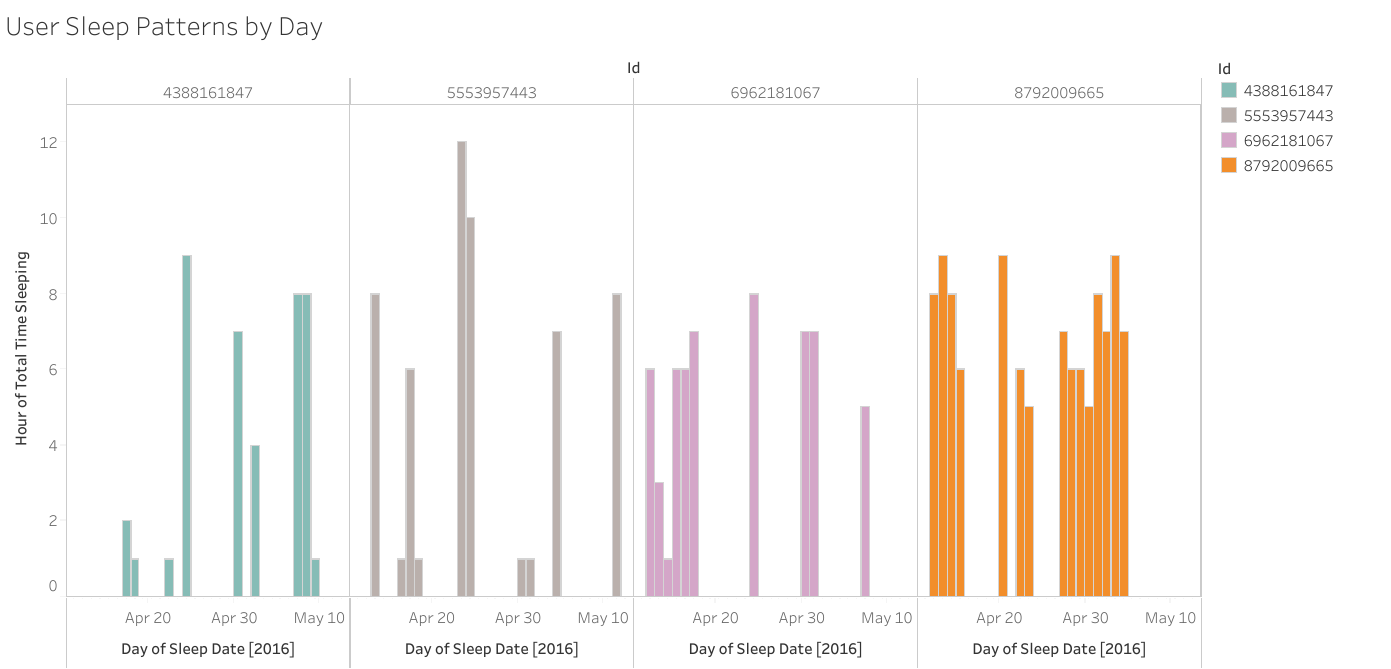 User Sleep Patterns by Day
Id
4388161847 5553957443 6962181067 8792009665
Hour of Total Time Sleeping
12
10
8
6
4
2
0
Apr 20 Apr 30 May 10 Apr 20 Apr 30 May 10 Apr 20 Apr 30 May 10 Apr 20 Apr 30 May 10
Day of Sleep Date [2016] Day of Sleep Date [2016] Day of Sleep Date [2016] Day of Sleep Date [2016]
Id
4388161847
5553957443
6962181067
8792009665